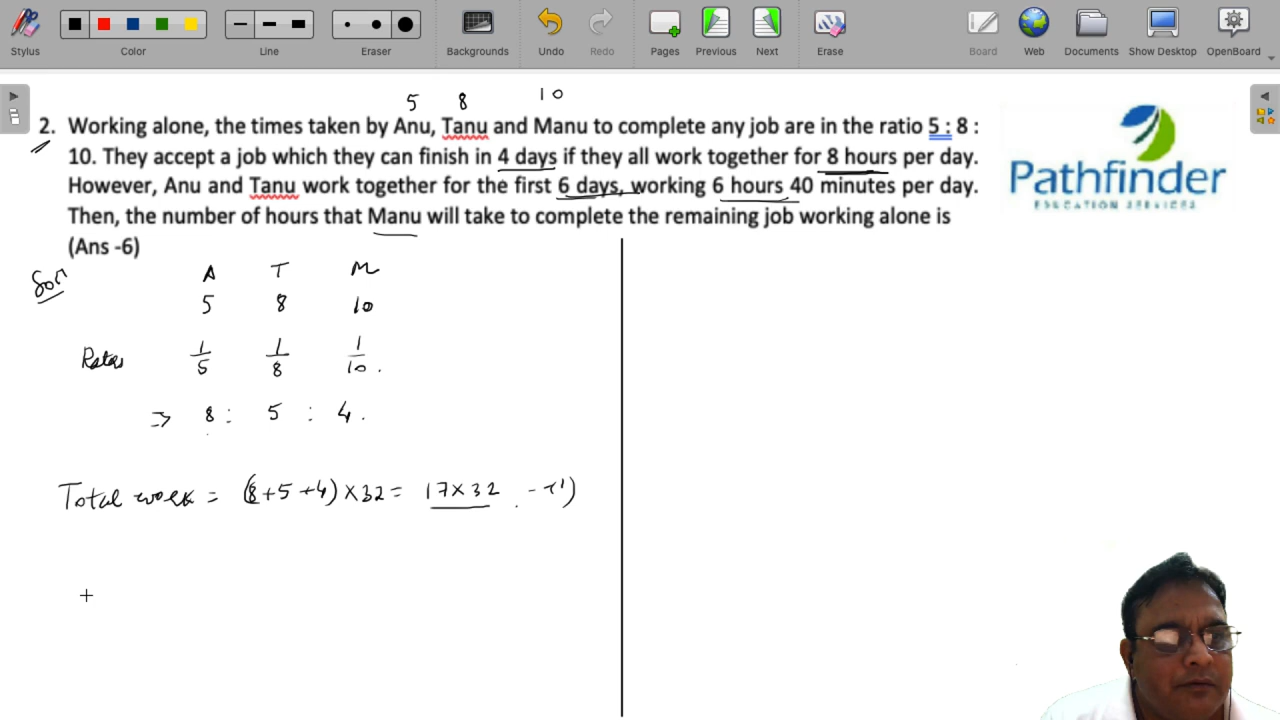 Stylus Color Line Eraser Backgrounds Undo Redo Pages Previous Next Erase Board Web Documents Show Desktop OpenBoard
5 8 10
2. Working alone, the times taken by Anu, Tanu and Manu to complete any job are in the ratio 5 : 8 :
10. They accept a job which they can finish in 4 days if they all work together for 8 hours per day.
However, Anu and Tanu work together for the first 6 days, working 6 hours 40 minutes per day.
Then, the number of hours that Manu will take to complete the remaining job working alone is
(Ans -6)
Pathfinder
EDUCATION SERVICES
Sol
A T M
5 8 10
Rates 1/5 1/8 1/10.
⇒ 8 : 5 : 4.
Total work = (8+5+4) × 32 = 17 × 32